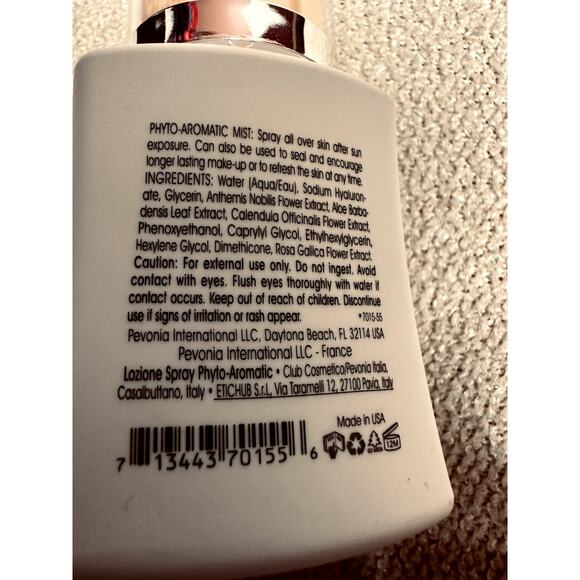 PHYTO-AROMATIC MIST: Spray all over skin after sun
exposure. Can also be used to seal and encourage
longer lasting make-up or to refresh the skin at any time.
INGREDIENTS: Water (Aqua/Eau), Sodium Hyaluron-
ate, Glycerin, Anthemis Nobilis Flower Extract, Aloe Barba-
densis Leaf Extract, Calendula Officinalis Flower Extract,
Phenoxyethanol, Caprylyl Glycol, Ethylhexylglycerin,
Hexylene Glycol, Dimethicone, Rosa Gallica Flower Extract.
Caution: For external use only. Do not ingest. Avoid
contact with eyes. Flush eyes thoroughly with water if
contact occurs. Keep out of reach of children. Discontinue
use if signs of irritation or rash appear. *7015-55
Pevonia International LLC, Daytona Beach, FL 32114 USA
Pevonia International LLC - France
Lozione Spray Phyto-Aromatic • Club Cosmetico/Pevonia Italia,
Casalbuttano, Italy • ETICHUB S.r.L, Via Taramelli 12, 27100 Pavia, Italy
Made in USA
7 13443 70155 6
12M